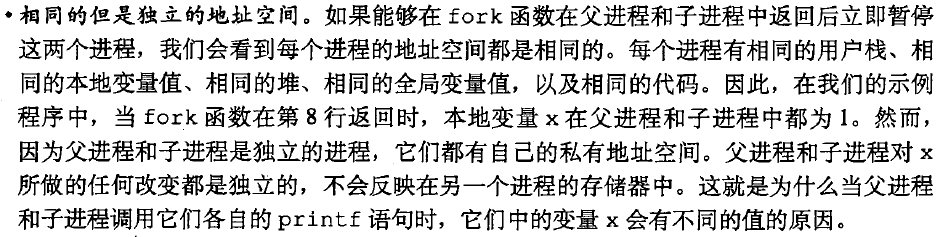 • 相同的但是独立的地址空间。如果能够在 fork 函数在父进程和子进程中返回后立即暂停
这两个进程，我们会看到每个进程的地址空间都是相同的。每个进程有相同的用户栈、相
同的本地变量值、相同的堆、相同的全局变量值，以及相同的代码。因此，在我们的示例
程序中，当 fork 函数在第 8 行返回时，本地变量 x 在父进程和子进程中都为 1。然而，
因为父进程和子进程是独立的进程，它们都有自己的私有地址空间。父进程和子进程对 x
所做的任何改变都是独立的，不会反映在另一个进程的存储器中。这就是为什么当父进程
和子进程调用它们各自的 printf 语句时，它们中的变量 x 会有不同的值的原因。